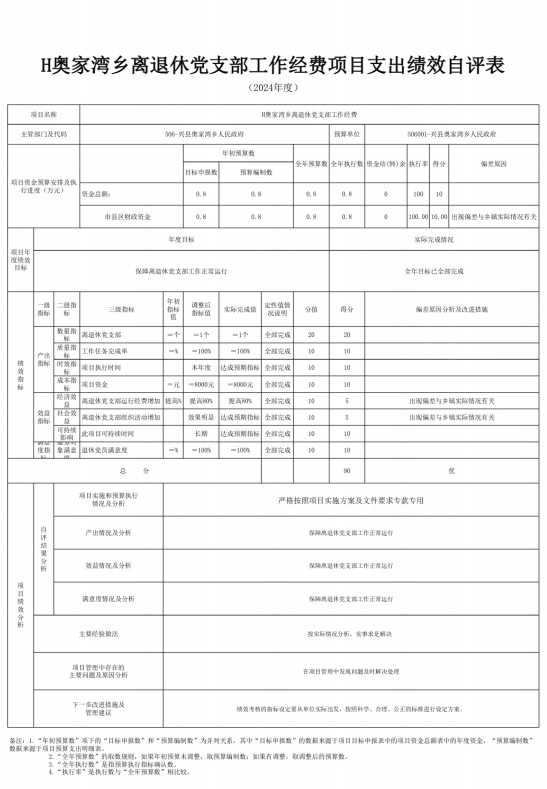 H奥家湾乡离退休党支部工作经费项目支出绩效自评表
（2024年度）
项目名称 H奥家湾乡离退休党支部工作经费
主管部门及代码 506-兴县奥家湾乡人民政府 预算单位 506001-兴县奥家湾乡人民政府
项目资金预算安排及执行进度（万元） 年初预算数 全年预算数 全年执行数 资金结(转)余 执行率 得分 偏差原因
目标申报数 预算编制数
资金总额： 0.8 0.8 0.8 0.8 0 100 10
市县区财政资金 0.8 0.8 0.8 0.8 0 100.00 10.00 出现偏差与乡镇实际情况有关
项目年度绩效目标 年度目标 实际完成情况
保障离退休党支部工作正常运行 全年目标已全部完成
绩效指标 一级指标 二级指标 三级指标 年初指标值 调整后指标值 实际完成值 定性值情况说明 分值 得分 偏差原因分析及改进措施
产出指标 数量指标 离退休党支部 =个 =1个 =1个 全部完成 20 20
质量指标 工作任务完成率 =% =100% =100% 全部完成 10 10
时效指标 项目执行时间 本年度 达成预期指标 全部完成 10 10
成本指标 项目资金 =元 =8000元 =8000元 全部完成 10 10
效益指标 经济效益 离退休党支部运行经费增加 提高% 提高80% 提高80% 全部完成 10 5 出现偏差与乡镇实际情况有关
社会效益 离退休党支部组织活动增加 效果明显 达成预期指标 全部完成 10 5 出现偏差与乡镇实际情况有关
可持续影响 此项目可持续时间 长期 达成预期指标 全部完成 10 10
满意度指标 服务对象满意度 退休党员满意度 =% =100% =100% 全部完成 10 10
总 分 90 优
项目绩效分析 自评结果分析 项目实施和预算执行情况及分析 严格按照项目实施方案及文件要求专款专用
产出情况及分析 保障离退休党支部工作正常运行
效益情况及分析 保障离退休党支部工作正常运行
满意度情况及分析 保障离退休党支部工作正常运行
主要经验做法 按实际情况分析，实事求是解决
项目管理中存在的主要问题及原因分析 在项目管理中发现问题及时解决处理
下一步改进措施及管理建议 绩效考核的指标设定要从单位实际出发，按照科学、合理、公正的标准进行设定方案。
备注：1.“年初预算数”项下的“目标申报数”和“预算编制数”为并列关系，其中“目标申报数”的数据来源于项目目标申报表中的项目资金总额表中的年度资金，“预算编制数”
数据来源于项目预算支出明细表。
2.“全年预算数”的取数规则，如果年初预算未调整，取预算编制数；如果有调整，取调整后的预算数。
3.“全年执行数”是指预算执行指标确认数。
4.“执行率”是执行数与“全年预算数”相比较。